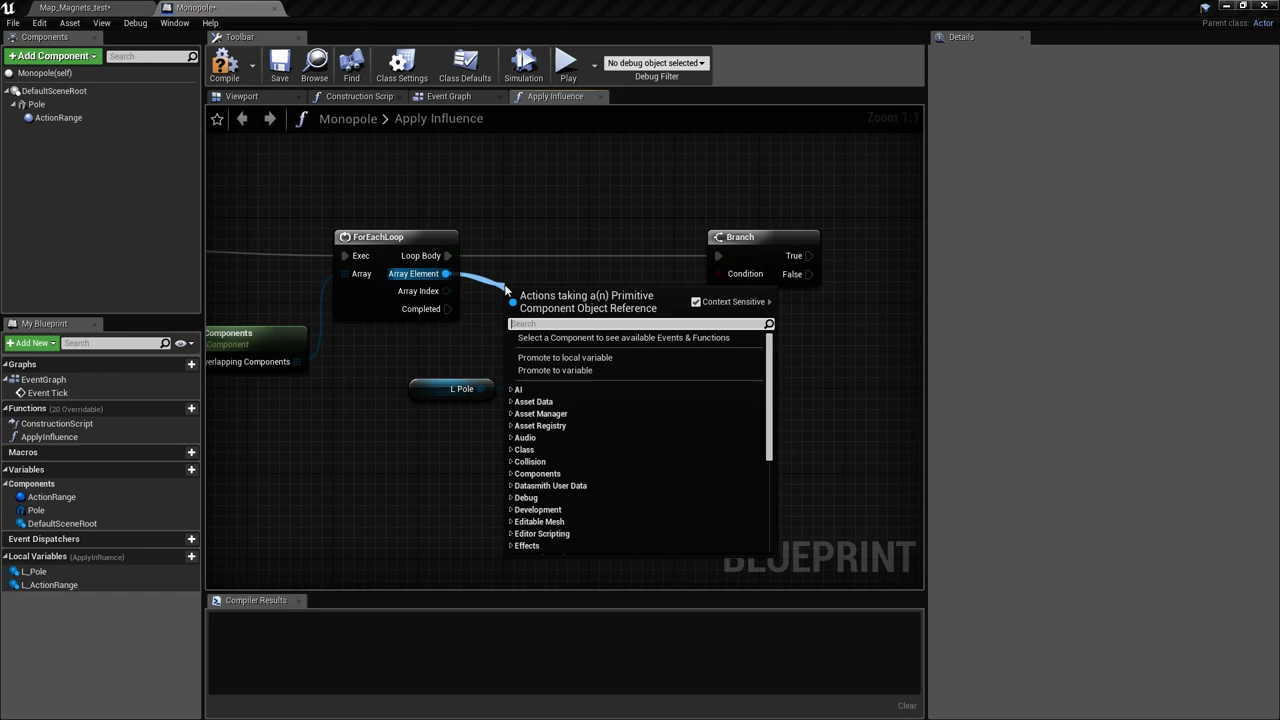 Map_Magnets_test*
Monopole*
File Edit Asset View Debug Window Help
Parent class: Actor
Components
Toolbar
Details
+Add Component
Search
Monopole(self)
Compile
Save
Browse
Find
Class Settings
Class Defaults
Simulation
Play
No debug object selected
Debug Filter
DefaultSceneRoot
Pole
ActionRange
Viewport
Construction Scrip
Event Graph
Apply Influence
Monopole > Apply Influence
Zoom 1:1
ForEachLoop
Exec
Loop Body
Array
Array Element
Array Index
Completed
Branch
True
Condition
False
Components
Component
verlapping Components
L Pole
Actions taking a(n) Primitive
Component Object Reference
Context Sensitive
Search
Select a Component to see available Events & Functions
Promote to local variable
Promote to variable
AI
Asset Data
Asset Manager
Asset Registry
Audio
Class
Collision
Components
Datasmith User Data
Debug
Development
Editable Mesh
Editor Scripting
Effects
BLUEPRINT
My Blueprint
+Add New
Search
Graphs
EventGraph
Event Tick
Functions (20 Overridable)
ConstructionScript
ApplyInfluence
Macros
Variables
Components
ActionRange
Pole
DefaultSceneRoot
Event Dispatchers
Local Variables (ApplyInfluence)
L_Pole
L_ActionRange
Compiler Results
Clear